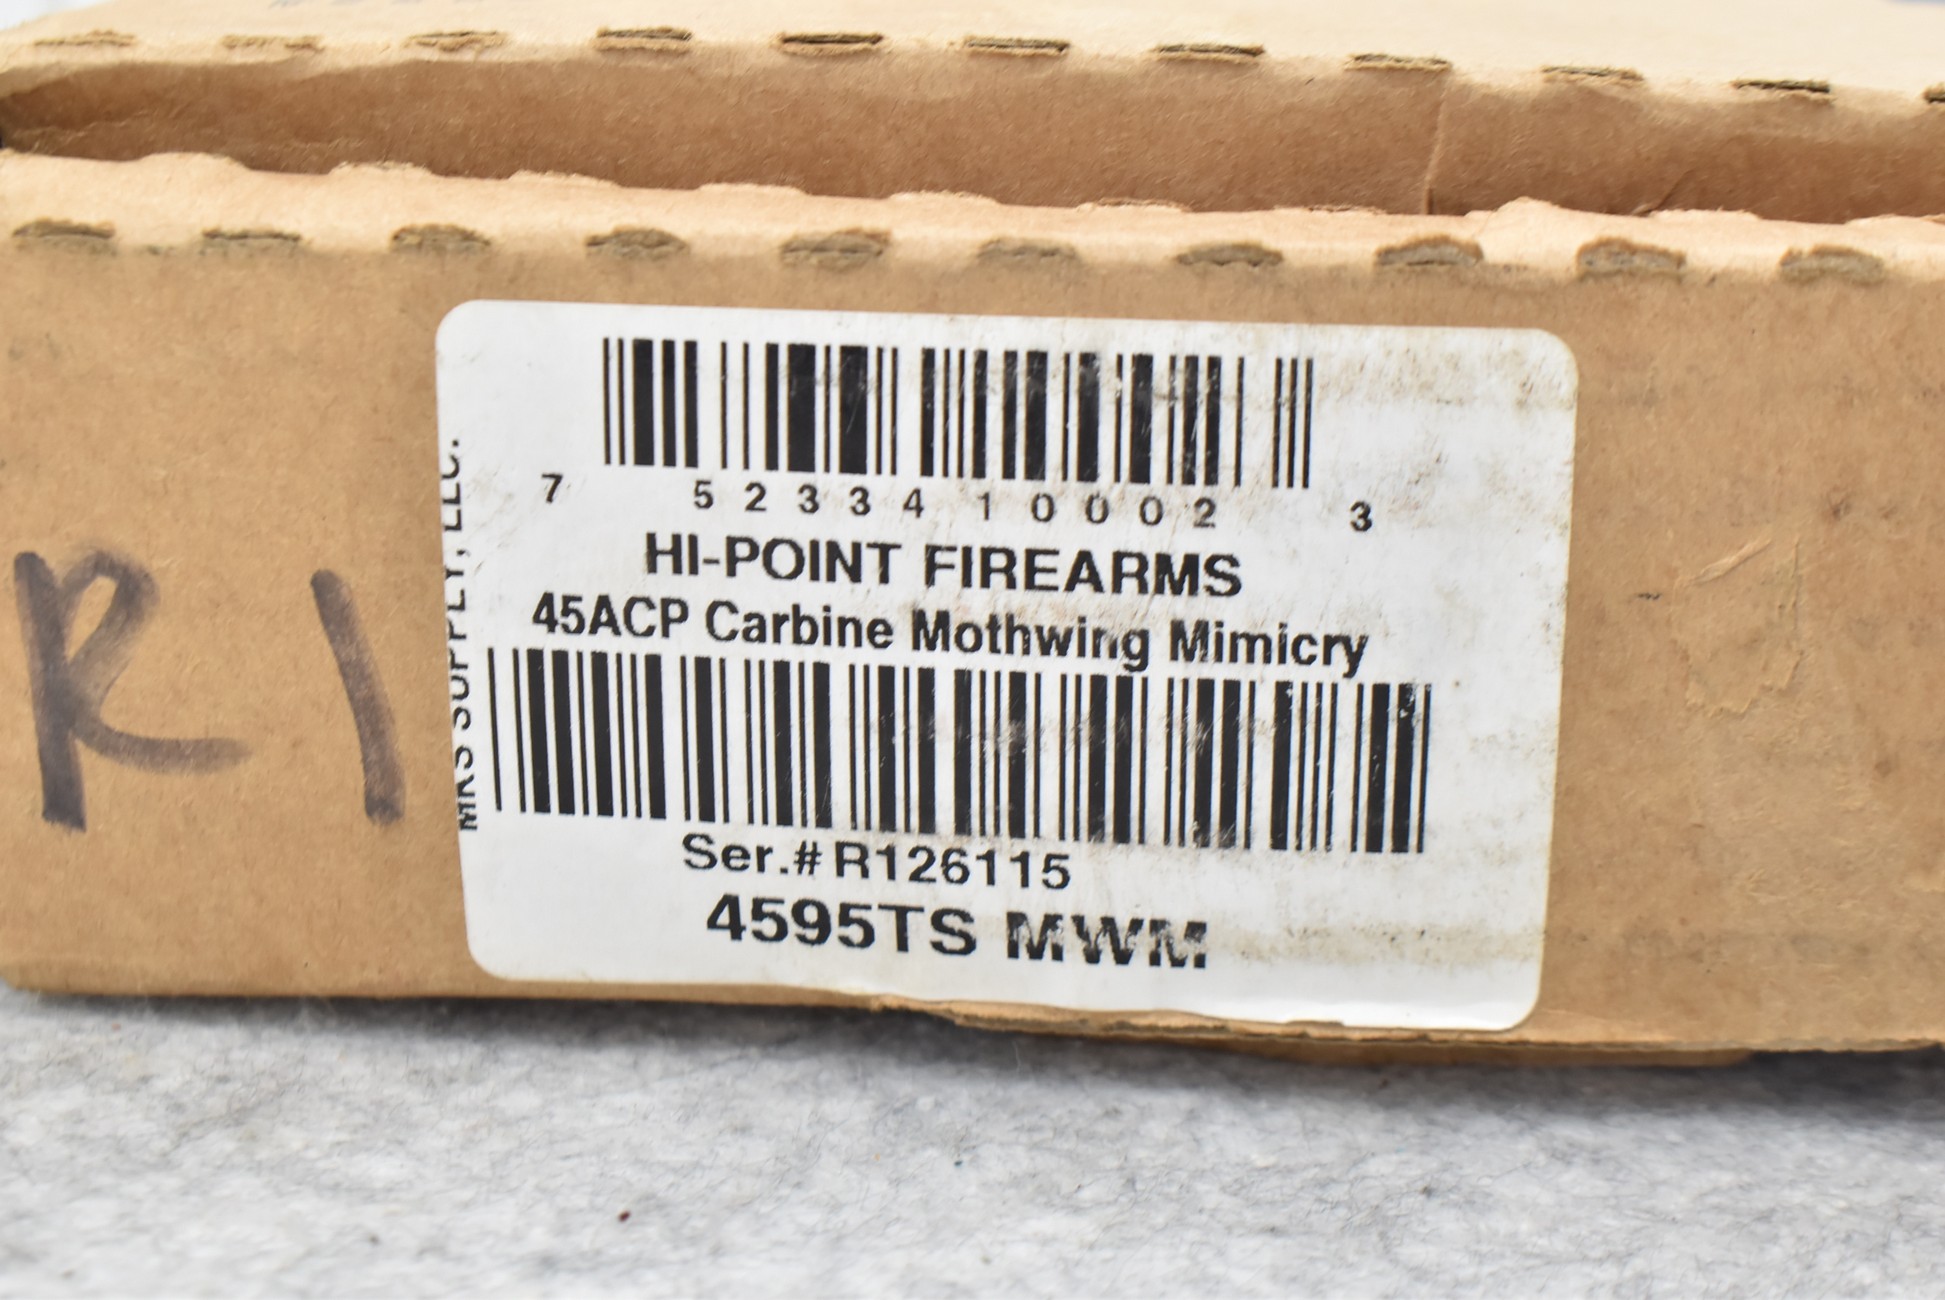 R1
MKS SUPPLY, LLC.
7 52334 10002 3
HI-POINT FIREARMS
45ACP Carbine Mothwing Mimicry
Ser.# R126115
4595TS MWM